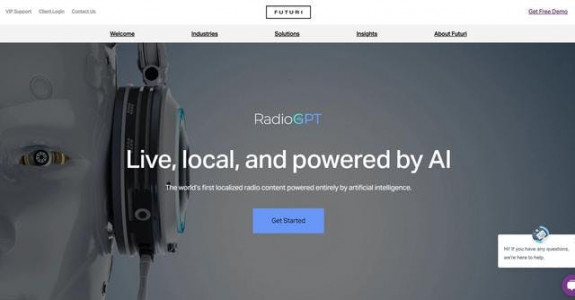 VIP Support Client Login Contact Us
FUTURI
Get Free Demo
Welcome Industries Solutions Insights About Futuri
RadioGPT
Live, local, and powered by AI
The world's first localized radio content powered entirely by artificial intelligence.
Get Started
Hi! If you have any questions,
we're here to help.